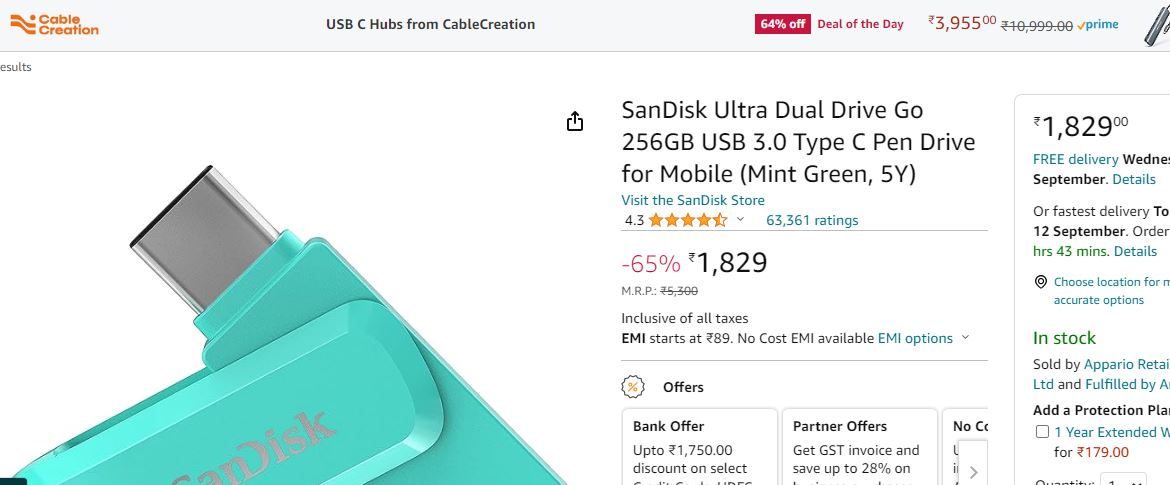 Cable
Creation
USB C Hubs from CableCreation
64% off Deal of the Day
₹3,955⁰⁰ ₹10,999.00 prime
esults
SanDisk Ultra Dual Drive Go
256GB USB 3.0 Type C Pen Drive
for Mobile (Mint Green, 5Y)
Visit the SanDisk Store
4.3 63,361 ratings
-65% ₹1,829
M.R.P.: ₹5,300
Inclusive of all taxes
EMI starts at ₹89. No Cost EMI available EMI options
% Offers
Bank Offer
Upto ₹1,750.00
discount on select
Partner Offers
Get GST invoice and
save up to 28% on
No Co
₹1,829⁰⁰
FREE delivery Wednes
September. Details
Or fastest delivery To
12 September. Order
hrs 43 mins. Details
Choose location for m
accurate options
In stock
Sold by Appario Retai
Ltd and Fulfilled by A
Add a Protection Pla
1 Year Extended W
for ₹179.00
Quantity: 1
SanDisk